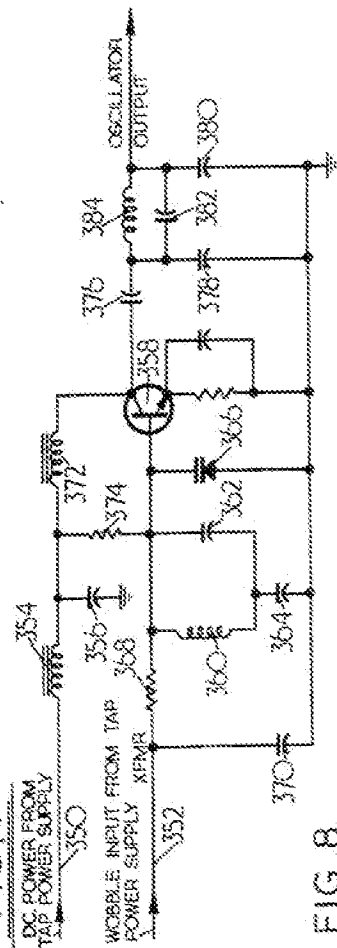 DC POWER FROM
TAP POWER SUPPLY
350
354
372
356
374
WOBBLE INPUT FROM TAP
POWER SUPPLY
XFMR
352
368
360
362
366
358
364
370
376
384
382
378
380
OSCILLATOR
OUTPUT
FIG. 8